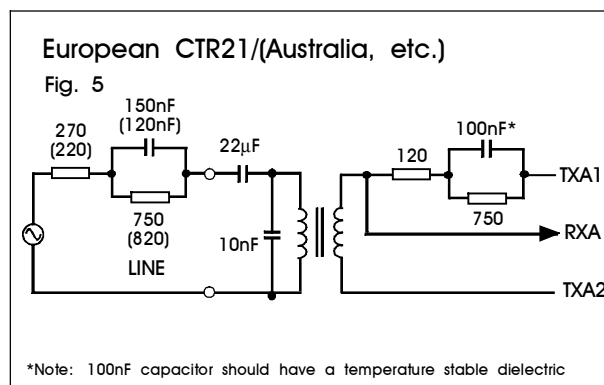 European CTR21/(Australia, etc.)
Fig. 5
150nF
(120nF)
270
(220)
22µF
100nF*
120
TXA1
750
(820)
10nF
750
RXA
LINE
TXA2
*Note: 100nF capacitor should have a temperature stable dielectric